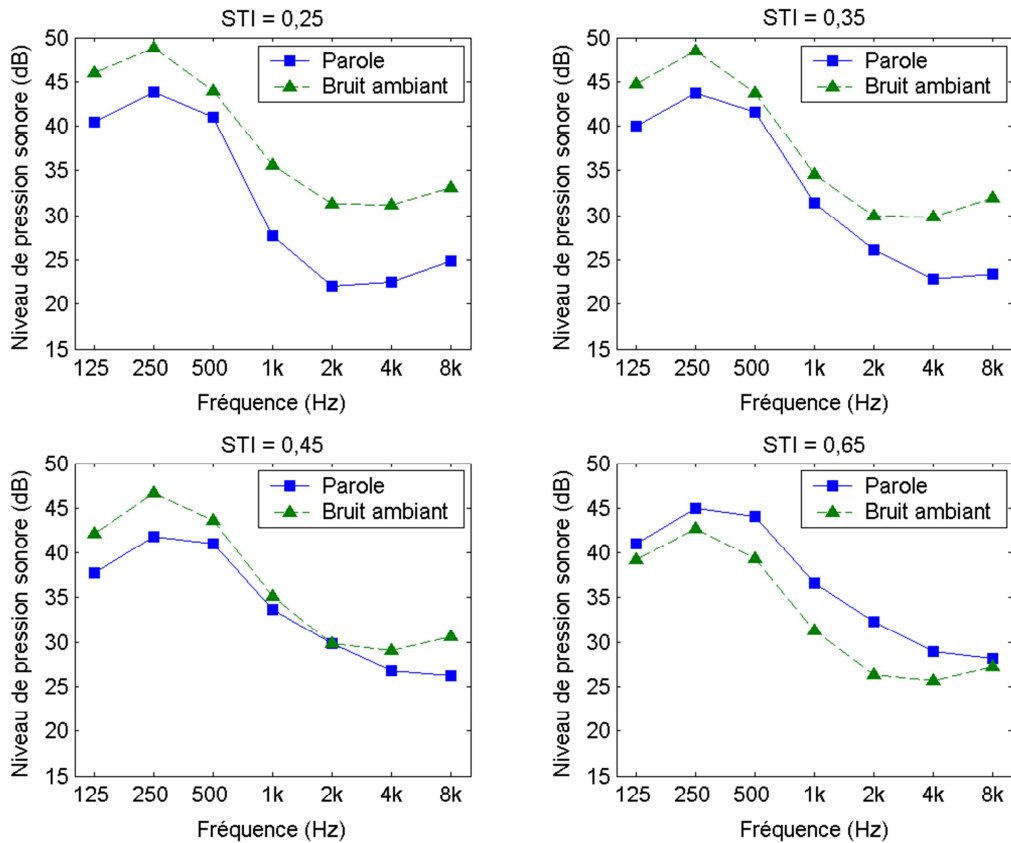 STI = 0,25
Niveau de pression sonore (dB)
50
45
40
35
30
25
20
15
Parole
Bruit ambiant
125 250 500 1k 2k 4k 8k
Fréquence (Hz)
STI = 0,35
Niveau de pression sonore (dB)
50
45
40
35
30
25
20
15
Parole
Bruit ambiant
125 250 500 1k 2k 4k 8k
Fréquence (Hz)
STI = 0,45
Niveau de pression sonore (dB)
50
45
40
35
30
25
20
15
Parole
Bruit ambiant
125 250 500 1k 2k 4k 8k
Fréquence (Hz)
STI = 0,65
Niveau de pression sonore (dB)
50
45
40
35
30
25
20
15
Parole
Bruit ambiant
125 250 500 1k 2k 4k 8k
Fréquence (Hz)